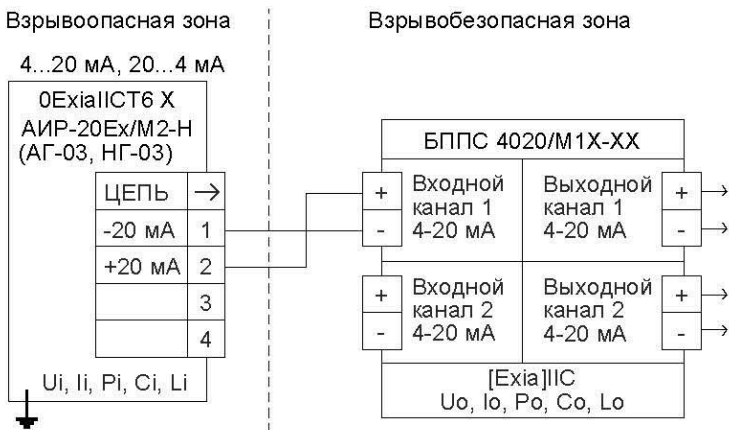 Взрывоопасная зона
Взрывобезопасная зона
4...20 мА, 20...4 мА
0ExiaIICT6 X
АИР-20Ex/М2-Н
(АГ-03, НГ-03)
ЦЕПЬ →
-20 мА 1
+20 мА 2
3
4
Ui, Ii, Pi, Ci, Li
БППС 4020/М1Х-ХХ
+ Входной
канал 1
- 4-20 мА
Выходной +
канал 1
4-20 мА -
+ Входной
канал 2
- 4-20 мА
Выходной +
канал 2
4-20 мА -
[Exia]IIC
Uo, Io, Po, Co, Lo